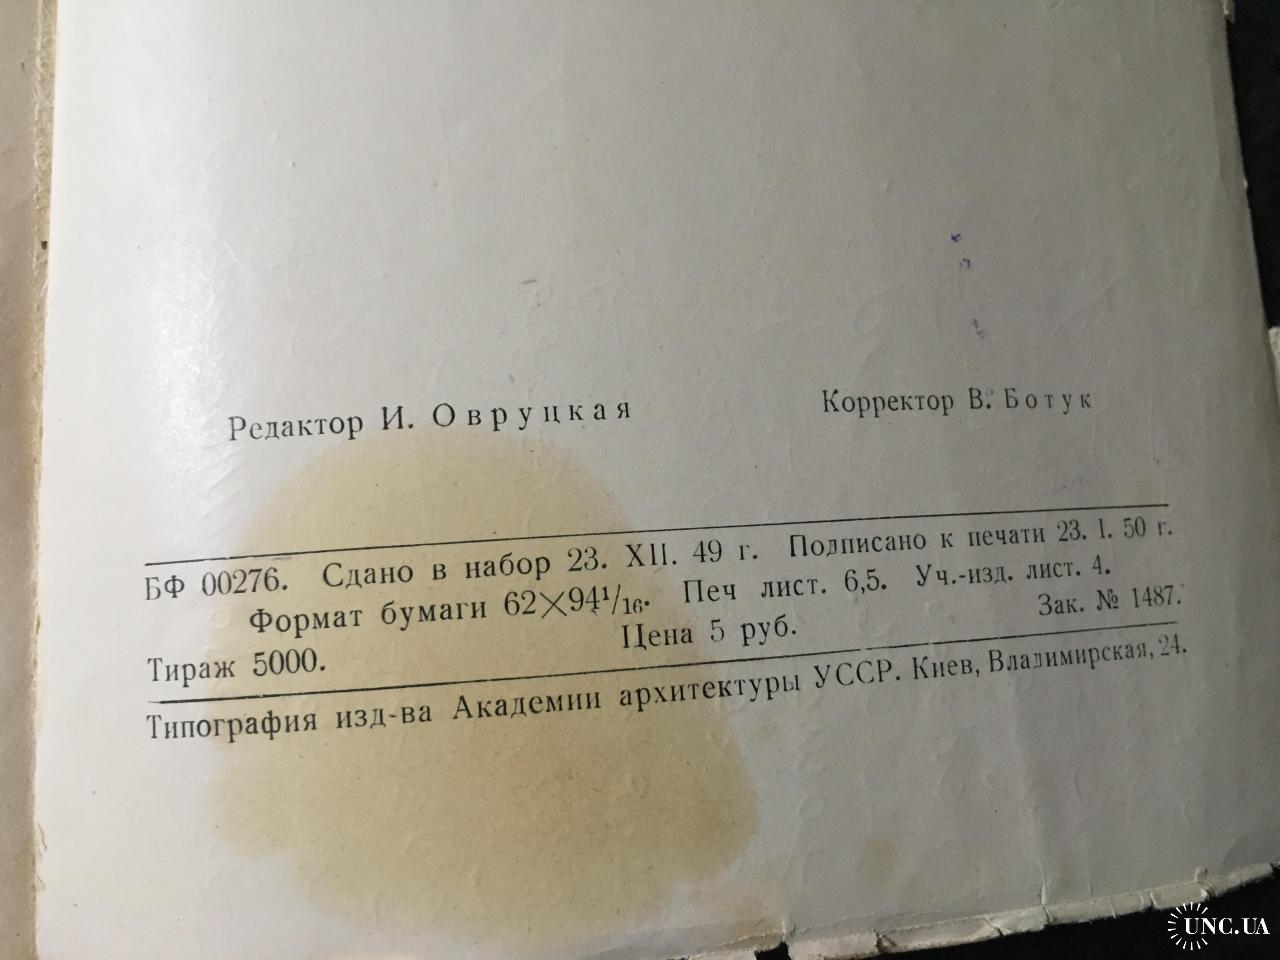 Редактор И. Овруцкая Корректор В. Ботук
БФ 00276. Сдано в набор 23. XII. 49 г. Подписано к печати 23. I. 50 г.
Формат бумаги 62×94¹/₁₆. Печ лист. 6,5. Уч.-изд. лист. 4.
Тираж 5000. Цена 5 руб. Зак. № 1487.
Типография изд-ва Академии архитектуры УССР. Киев, Владимирская, 24.
UNC.UA